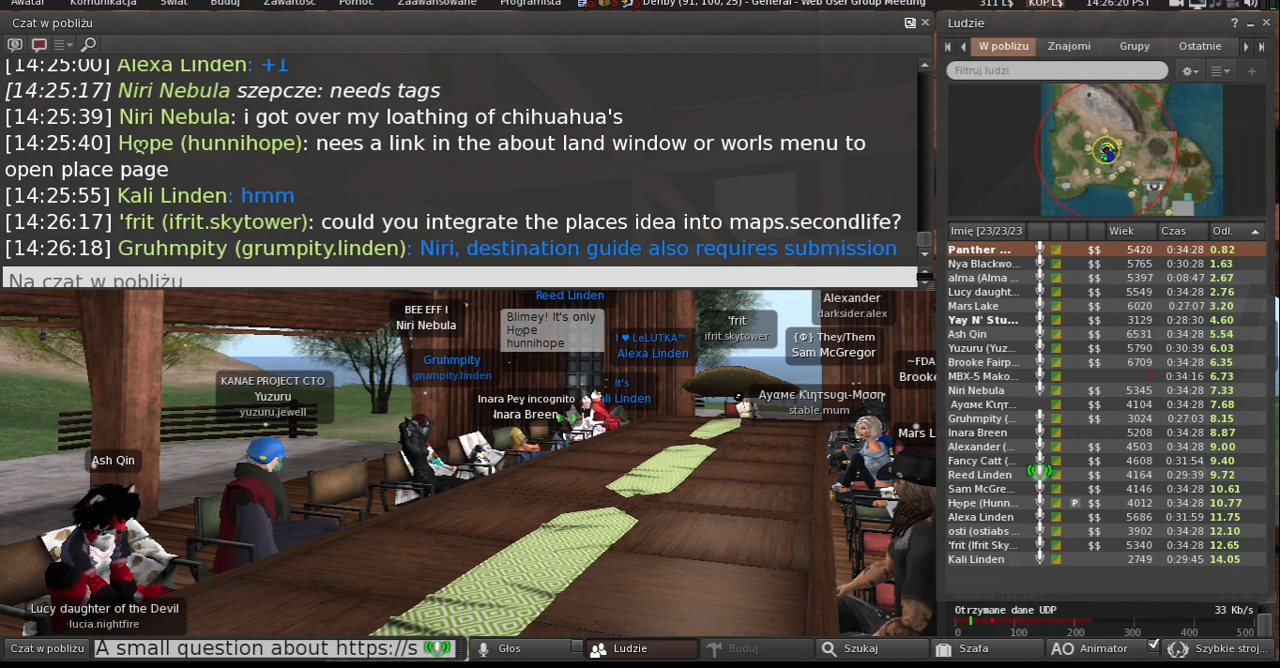 Awatar Komunikacja Świat Buduj Zawartość Pomoc Zaawansowane Programista Denby (91, 100, 25) - General - Web User Group Meeting 311 L$ KUP L$ 14:26:20 PST
Czat w pobliżu
[14:25:00] Alexa Linden: +1
[14:25:17] Niri Nebula szepcze: needs tags
[14:25:39] Niri Nebula: i got over my loathing of chihuahua's
[14:25:40] Hღpe (hunnihope): nees a link in the about land window or worls menu to
open place page
[14:25:55] Kali Linden: hmm
[14:26:17] 'frit (ifrit.skytower): could you integrate the places idea into maps.secondlife?
[14:26:18] Gruhmpity (grumpity.linden): Niri, destination guide also requires submission
Na czat w pobliżu
Reed Linden
BEE EFF I
Niri Nebula
Blimey! It's only
Hღpe
hunnihope
Gruhmpity
grumpity.linden
I ♥ LeLUTKA™
Alexa Linden
'frit
ifrit.skytower
Alexander
darksider.alex
{Φ} They/Them
Sam McGregor
~FDA
Brooke
It's
ali Linden
KANAE PROJECT CTO
Yuzuru
yuzuru.jewell
Inara Pey incognito
Inara Breen
stable.mum
Mars L
Ash Qin
Lucy daughter of the Devil
lucia.nightfire
Ludzie
W pobliżu Znajomi Grupy Ostatnie
Filtruj ludzi
Imię [23/23/23 Wiek Czas Odl.
Panther ... $$ 5420 0:34:28 0.82
Nya Blackwo... $$ 5765 0:30:28 1.63
alma (Alma ... $$ 5397 0:08:47 2.67
Lucy daught... $$ 5549 0:34:28 2.76
Mars Lake $$ 6020 0:27:07 3.20
Yay N' Stu... $$ 3129 0:28:30 4.60
Ash Qin $$ 6531 0:34:28 5.54
Yuzuru (Yuz... $$ 5790 0:30:39 6.03
Brooke Fairp... $$ 6709 0:34:28 6.35
MBX-5 Mako... 0:34:16 6.73
Niri Nebula $$ 5345 0:34:28 7.33
$$ 4104 0:34:28 7.68
Gruhmpity (... $$ 3024 0:27:03 8.15
Inara Breen 5208 0:34:28 8.87
Alexander (... $$ 4503 0:34:28 9.00
Fancy Catt (... $$ 4608 0:31:54 9.40
Reed Linden $$ 4164 0:29:39 9.72
Sam McGre... $$ 4146 0:34:28 10.61
Hღpe (Hunn... P $$ 4012 0:34:28 10.77
Alexa Linden 5686 0:31:59 11.75
osti (ostiabs ... $$ 3902 0:34:28 12.10
'frit (Ifrit Sky... $$ 5340 0:34:28 12.65
Kali Linden 2749 0:29:45 14.05
Otrzymane dane UDP 33 Kb/s
0 100 200 300 400 500
Czat w pobliżu A small question about https://s Głos Ludzie Buduj Szukaj Szafa AO Animator Szybkie stroj...